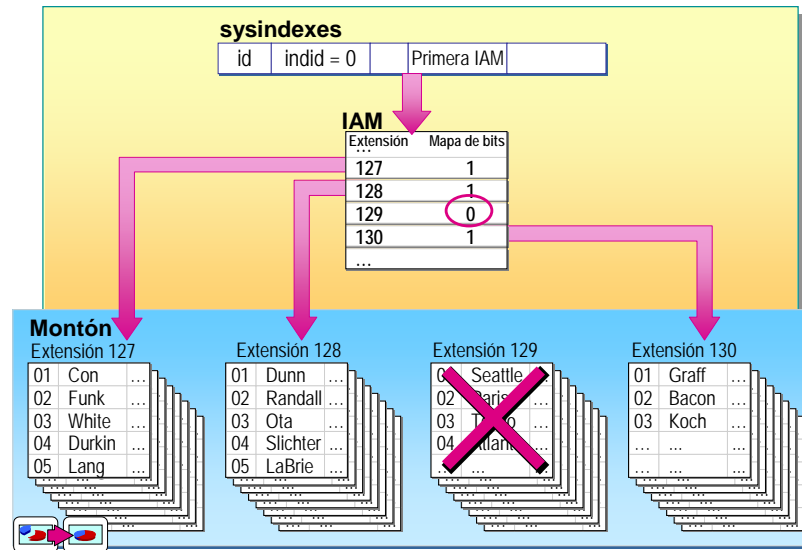 sysindexes
id indid = 0 Primera IAM
IAM
Extensión Mapa de bits
...
127 1
128 1
129 0
130 1
...
Montón
Extensión 127
01 Con ...
02 Funk ...
03 White ...
04 Durkin ...
05 Lang ...
Extensión 128
01 Dunn ...
02 Randall ...
03 Ota ...
04 Slichter ...
05 LaBrie ...
Extensión 129
Seattle ...
02 Paris ...
03 ...
04 Atlanta ...
... ...
Extensión 130
01 Graff ...
02 Bacon ...
03 Koch ...
... ... ...
... ... ...